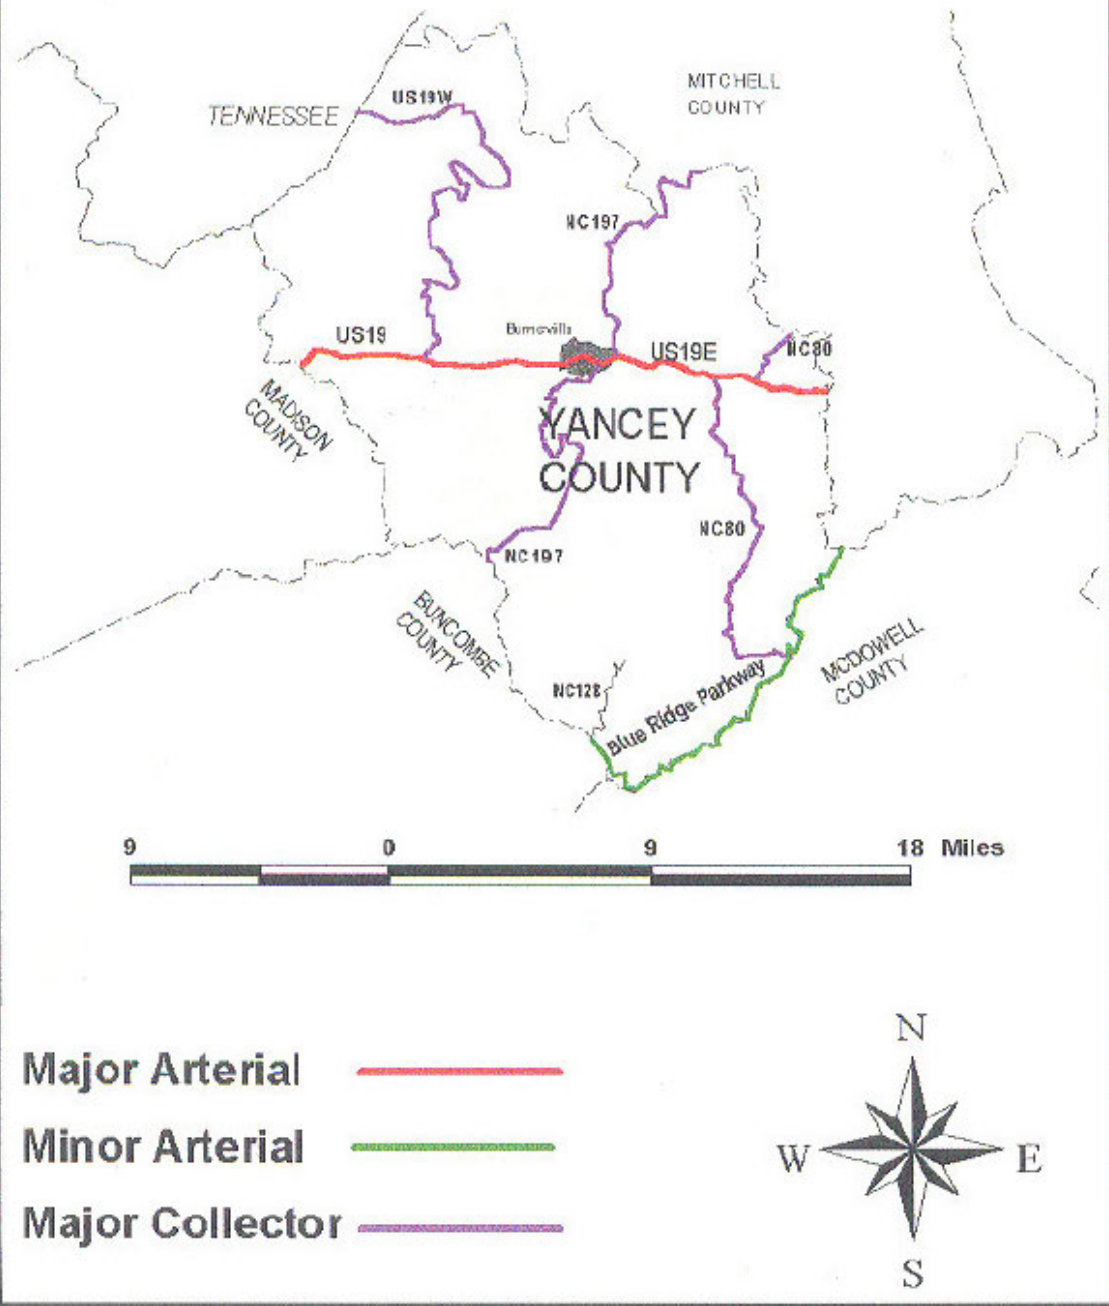 MITCHELL
COUNTY
US19W
TENNESSEE
NC197
US19
Burnsville
US19E
NC80
MADISON
COUNTY
YANCEY
COUNTY
NC80
NC197
BUNCOMBE
COUNTY
MCDOWELL
COUNTY
NC128
Blue Ridge Parkway
9 0 9 18 Miles
Major Arterial
Minor Arterial
Major Collector
N
W E
S